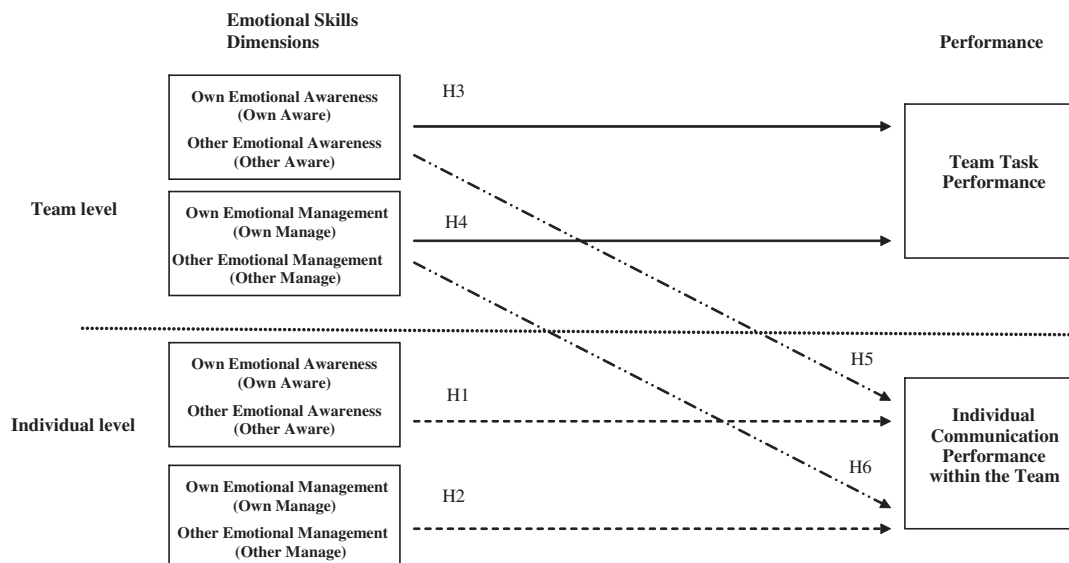 Emotional Skills
Dimensions
Performance
Team level
Own Emotional Awareness
(Own Aware)
Other Emotional Awareness
(Other Aware)
H3
Own Emotional Management
(Own Manage)
Other Emotional Management
(Other Manage)
H4
Team Task
Performance
Individual level
Own Emotional Awareness
(Own Aware)
Other Emotional Awareness
(Other Aware)
H1
H5
Own Emotional Management
(Own Manage)
Other Emotional Management
(Other Manage)
H2
H6
Individual
Communication
Performance
within the Team